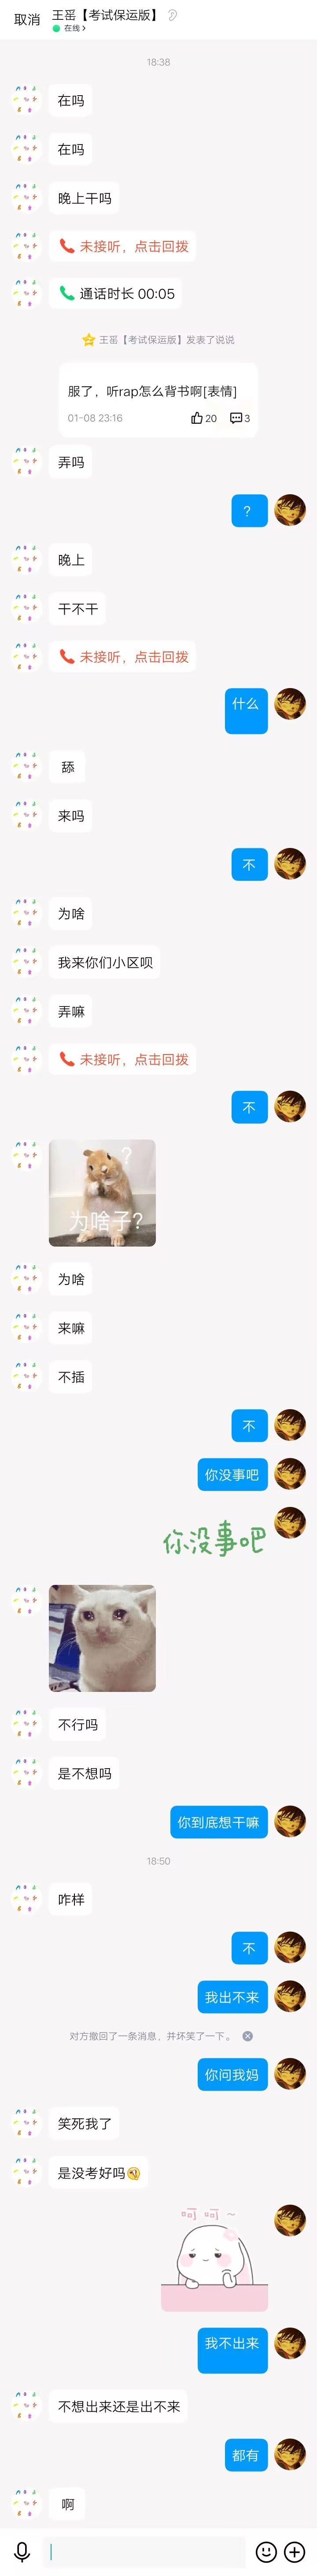 取消
王䍃【考试保运版】
在线
18:38
在吗
在吗
晚上干吗
未接听，点击回拨
通话时长 00:05
王䍃【考试保运版】发表了说说
服了，听rap怎么背书啊[表情]
01-08 23:16 20 3
弄吗
？
晚上
干不干
未接听，点击回拨
什么
舔
来吗
不
为啥
我来你们小区呗
弄嘛
未接听，点击回拨
不
?
为啥子?
为啥
来嘛
不插
不
你没事吧
你没事吧
不行吗
是不想吗
你到底想干嘛
18:50
咋样
不
我出不来
对方撤回了一条消息，并坏笑了一下。
你问我妈
笑死我了
是没考好吗
呵呵~
我不出来
不想出来还是出不来
都有
啊